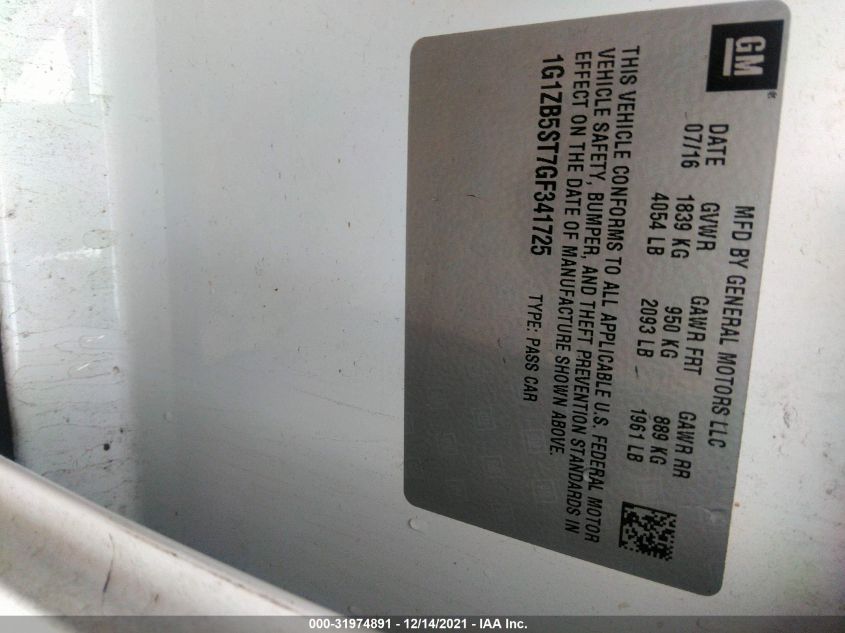 GM
®
MFD BY GENERAL MOTORS LLC
DATE GVWR GAWR FRT GAWR RR
07/16 1839 KG 950 KG 889 KG
4054 LB 2093 LB 1961 LB
THIS VEHICLE CONFORMS TO ALL APPLICABLE U.S. FEDERAL MOTOR
VEHICLE SAFETY, BUMPER, AND THEFT PREVENTION STANDARDS IN
EFFECT ON THE DATE OF MANUFACTURE SHOWN ABOVE.
1G1ZB5ST7GF341725 TYPE: PASS CAR
000-31974891 - 12/14/2021 - IAA Inc.